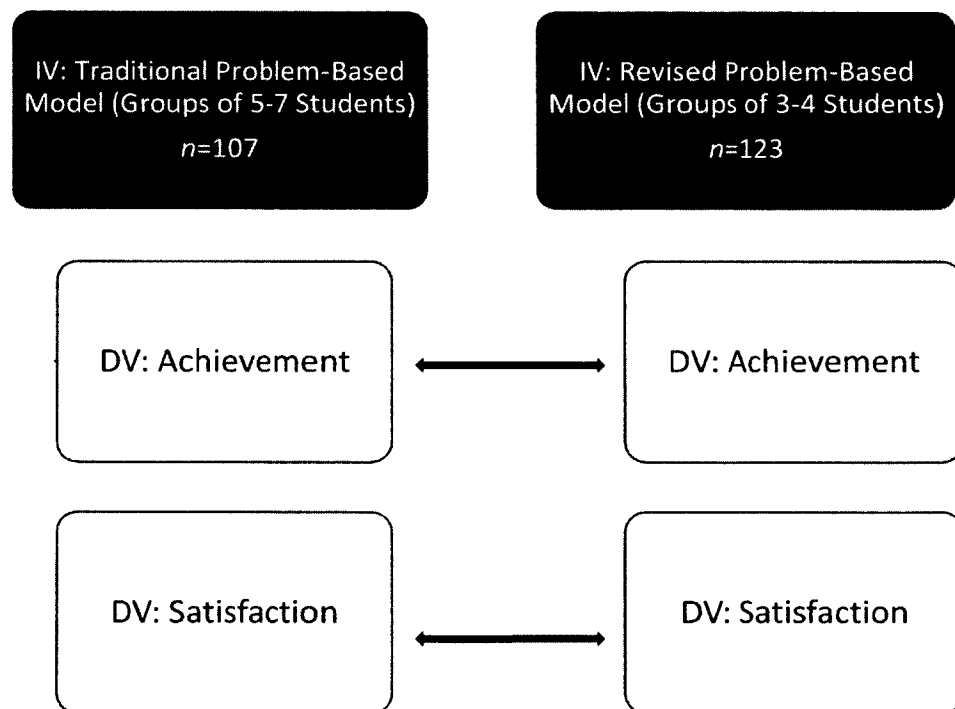 IV: Traditional Problem-Based
Model (Groups of 5-7 Students)
n=107
IV: Revised Problem-Based
Model (Groups of 3-4 Students)
n=123
DV: Achievement
DV: Achievement
DV: Satisfaction
DV: Satisfaction